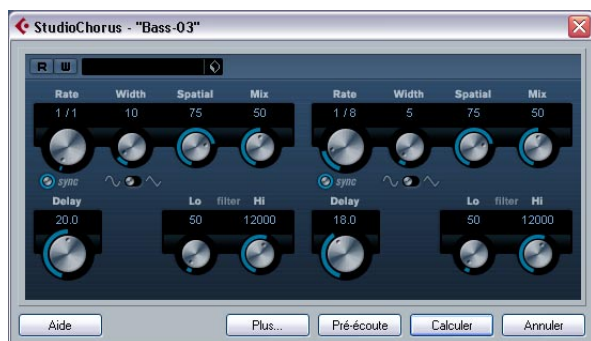 StudioChorus - "Bass-03"
R W
Rate Width Spatial Mix Rate Width Spatial Mix
1 / 1 10 75 50 1 / 8 5 75 50
sync sync
Delay Lo filter Hi Delay Lo filter Hi
20.0 50 12000 18.0 50 12000
Aide Plus... Pré-écoute Calculer Annuler